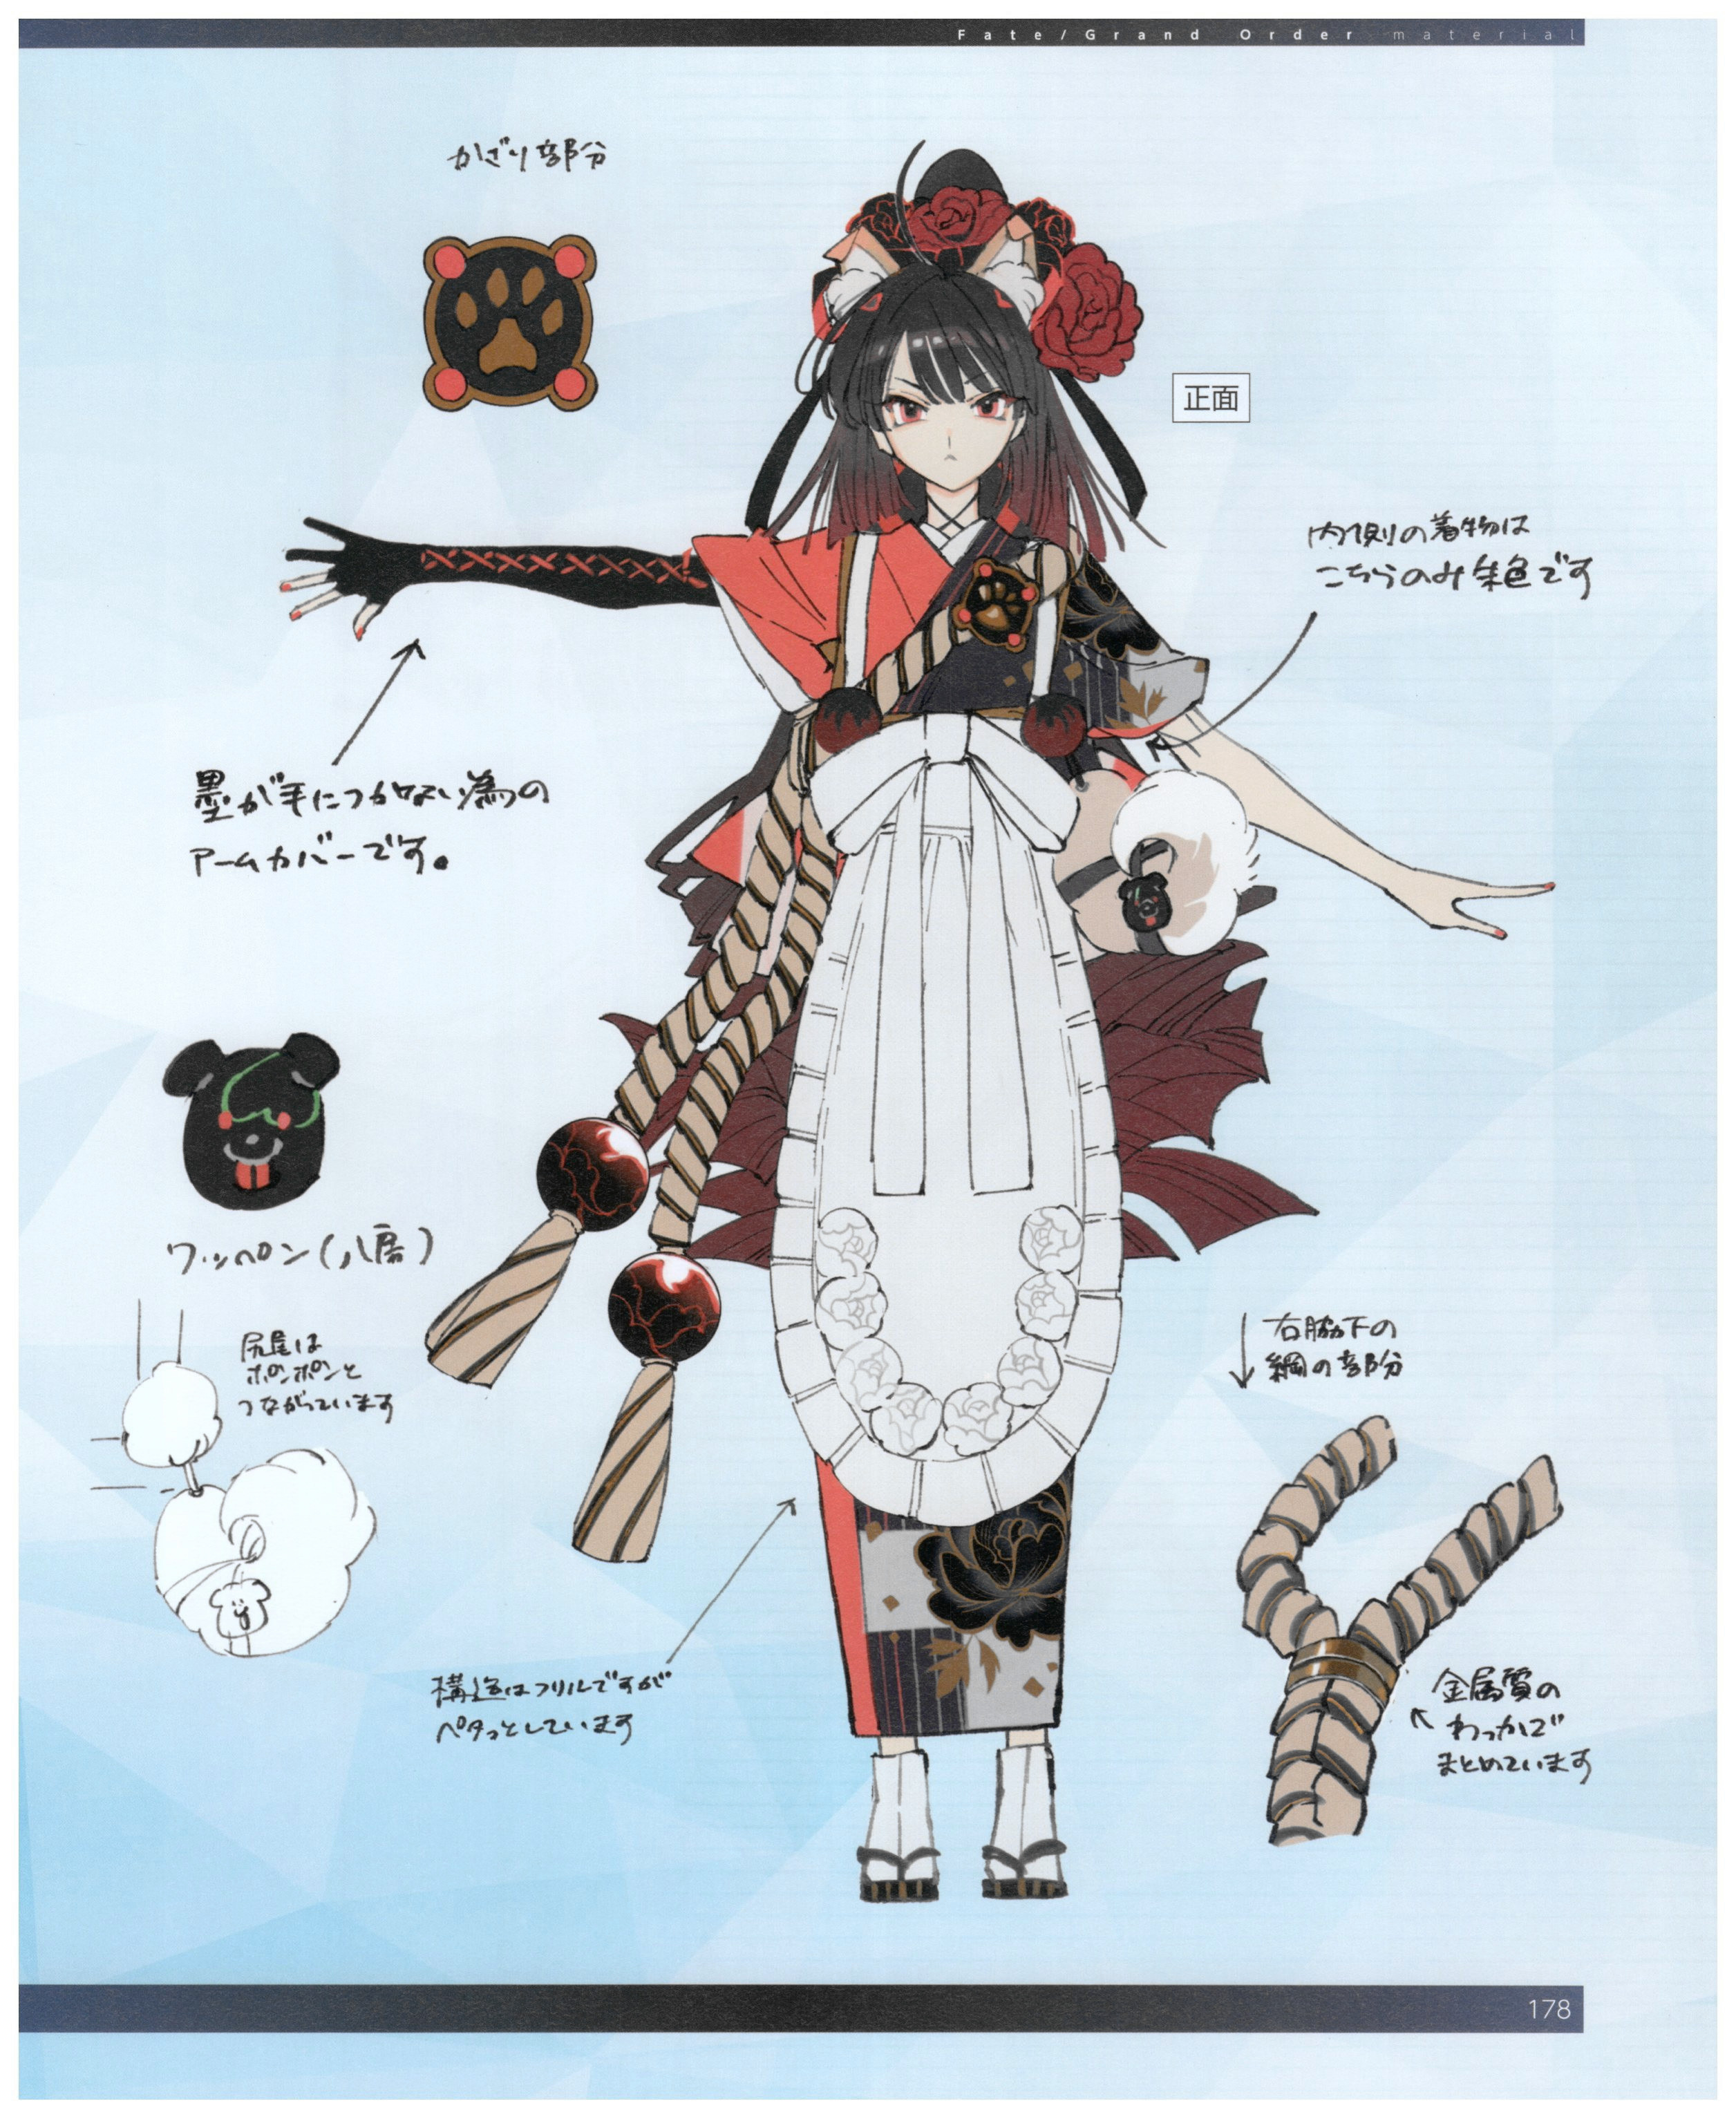 Fate/Grand Order material
かざり部分
正面
内側の着物は
こちらのみ朱色です
墨が手につかない為の
アームカバーです。
ワッペン(八房)
尻尾は
ポンポンと
つながっています
右脇下の
綱の部分
構造はフリルですが
ペタっとしています
金属質の
わっかで
まとめています
178